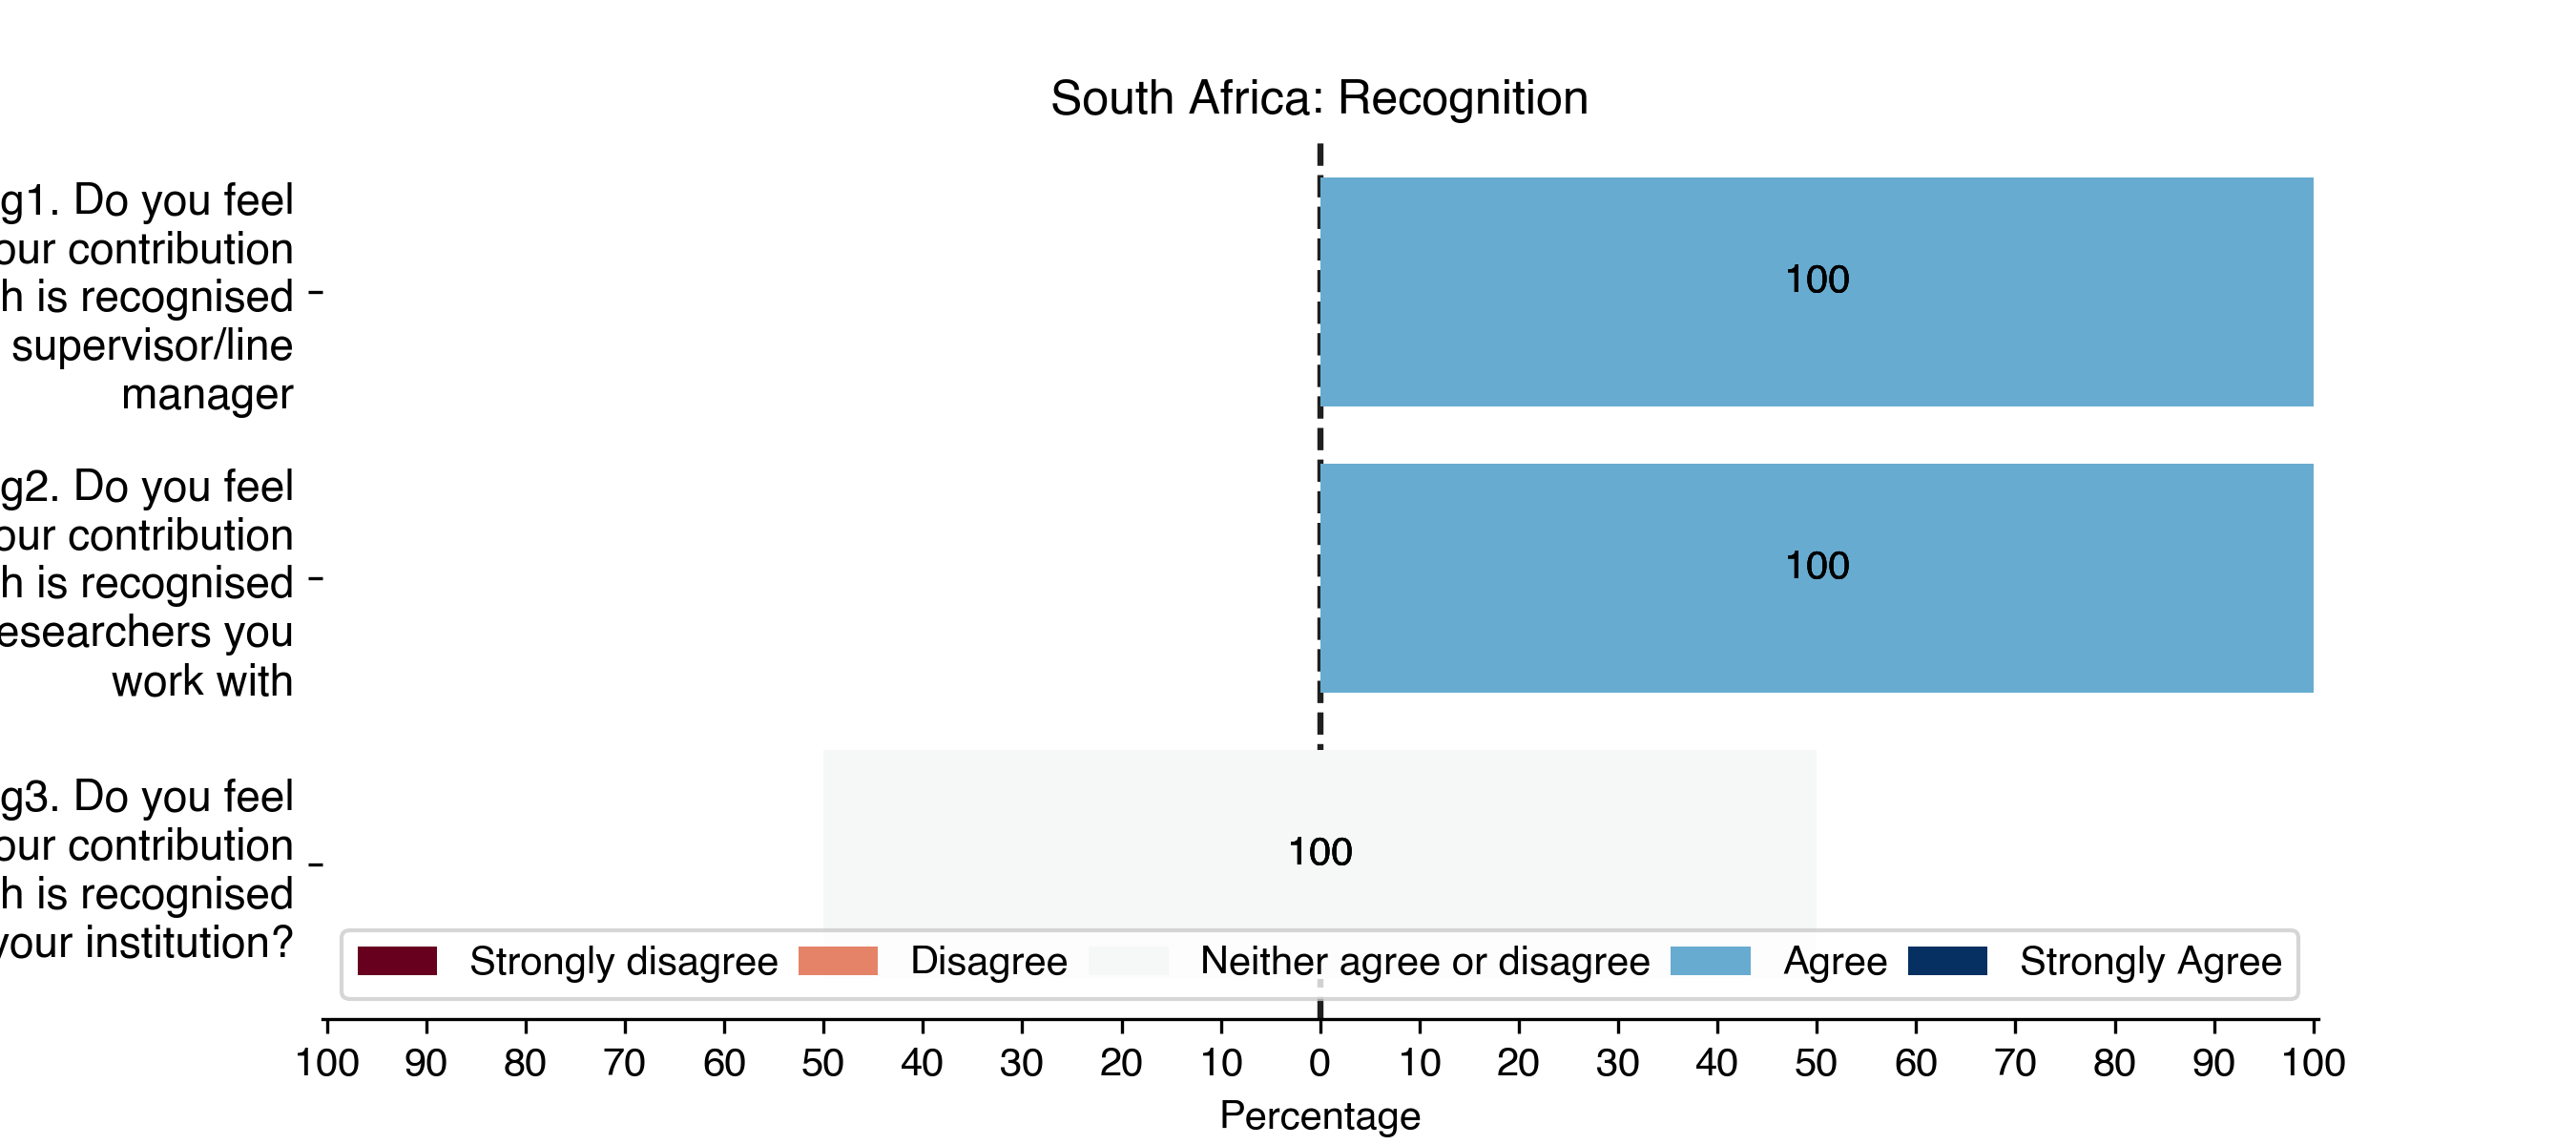 South Africa: Recognition
g1. Do you feel
our contribution
h is recognised
supervisor/line
manager
100
g2. Do you feel
our contribution
h is recognised
esearchers you
work with
100
g3. Do you feel
our contribution
h is recognised
your institution?
100
Strongly disagree Disagree Neither agree or disagree Agree Strongly Agree
100 90 80 70 60 50 40 30 20 10 0 10 20 30 40 50 60 70 80 90 100
Percentage